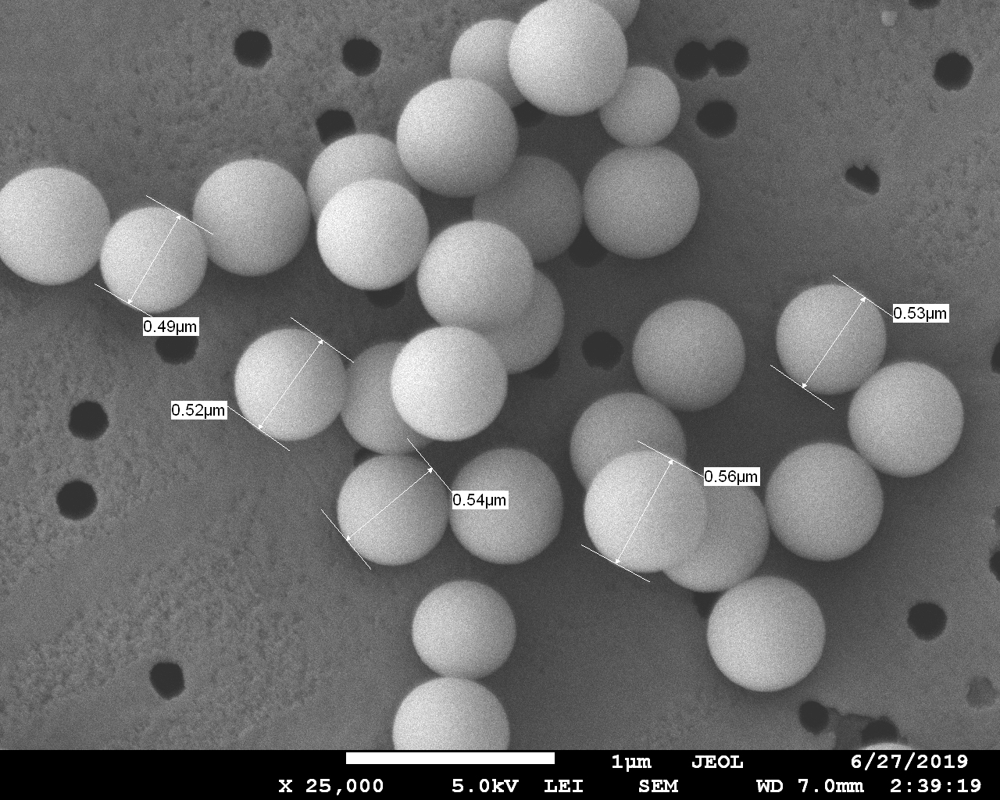 0.53µm
0.49µm
0.52µm
0.56µm
0.54µm
1µm JEOL 6/27/2019
X 25,000 5.0kV LEI SEM WD 7.0mm 2:39:19